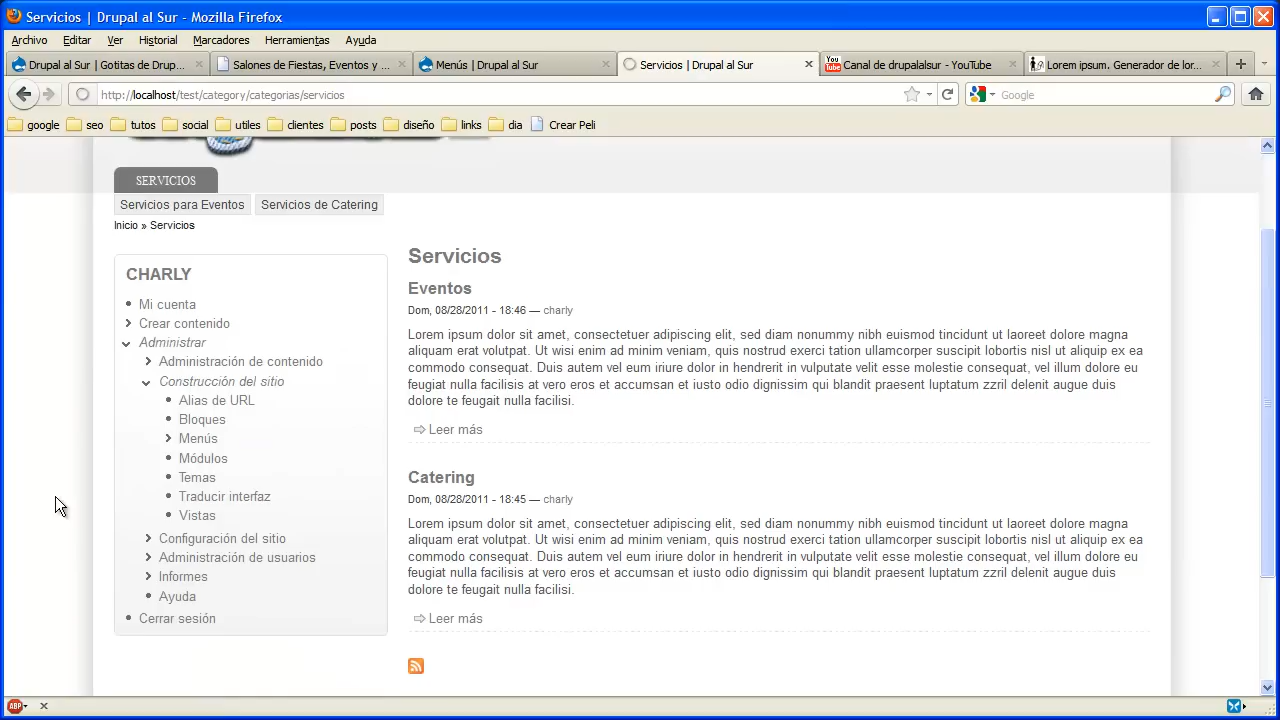 Servicios | Drupal al Sur - Mozilla Firefox
Archivo Editar Ver Historial Marcadores Herramientas Ayuda
Drupal al Sur | Gotitas de Drup... Salones de Fiestas, Eventos y ... Menús | Drupal al Sur Servicios | Drupal al Sur You Tube Canal de drupalalsur - YouTube Lorem ipsum. Generador de lor...
http://localhost/test/category/categorias/servicios Google
google seo tutos social utiles clientes posts diseño links dia Crear Peli
SERVICIOS
Servicios para Eventos Servicios de Catering
Inicio » Servicios
CHARLY
Mi cuenta
Crear contenido
Administrar
Administración de contenido
Construcción del sitio
Alias de URL
Bloques
Menús
Módulos
Temas
Traducir interfaz
Vistas
Configuración del sitio
Administración de usuarios
Informes
Ayuda
Cerrar sesión
Servicios
Eventos
Dom, 08/28/2011 - 18:46 — charly
Lorem ipsum dolor sit amet, consectetuer adipiscing elit, sed diam nonummy nibh euismod tincidunt ut laoreet dolore magna
aliquam erat volutpat. Ut wisi enim ad minim veniam, quis nostrud exerci tation ullamcorper suscipit lobortis nisl ut aliquip ex ea
commodo consequat. Duis autem vel eum iriure dolor in hendrerit in vulputate velit esse molestie consequat, vel illum dolore eu
feugiat nulla facilisis at vero eros et accumsan et iusto odio dignissim qui blandit praesent luptatum zzril delenit augue duis
dolore te feugait nulla facilisi.
Leer más
Catering
Dom, 08/28/2011 - 18:45 — charly
Lorem ipsum dolor sit amet, consectetuer adipiscing elit, sed diam nonummy nibh euismod tincidunt ut laoreet dolore magna
aliquam erat volutpat. Ut wisi enim ad minim veniam, quis nostrud exerci tation ullamcorper suscipit lobortis nisl ut aliquip ex ea
commodo consequat. Duis autem vel eum iriure dolor in hendrerit in vulputate velit esse molestie consequat, vel illum dolore eu
feugiat nulla facilisis at vero eros et accumsan et iusto odio dignissim qui blandit praesent luptatum zzril delenit augue duis
dolore te feugait nulla facilisi.
Leer más
ABP